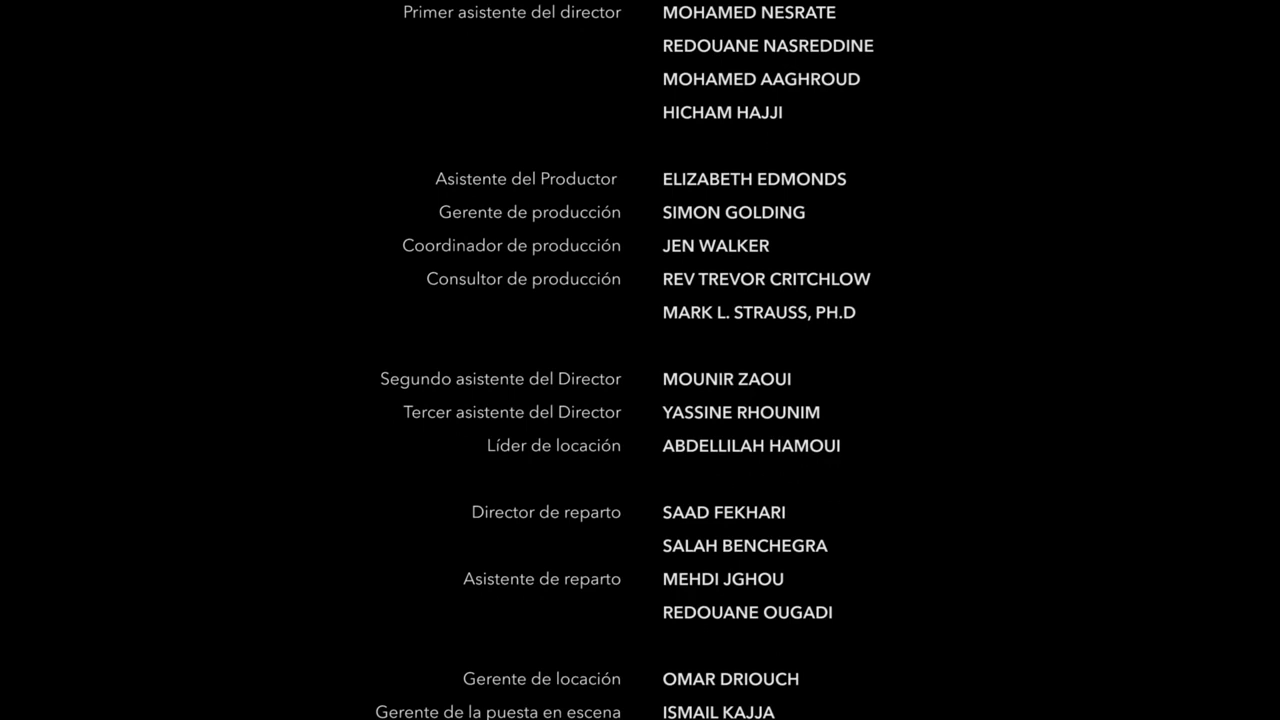 Primer asistente del director MOHAMED NESRATE
REDOUANE NASREDDINE
MOHAMED AAGHROUD
HICHAM HAJJI
Asistente del Productor ELIZABETH EDMONDS
Gerente de producción SIMON GOLDING
Coordinador de producción JEN WALKER
Consultor de producción REV TREVOR CRITCHLOW
MARK L. STRAUSS, PH.D
Segundo asistente del Director MOUNIR ZAOUI
Tercer asistente del Director YASSINE RHOUNIM
Líder de locación ABDELLILAH HAMOUI
Director de reparto SAAD FEKHARI
SALAH BENCHEGRA
Asistente de reparto MEHDI JGHOU
REDOUANE OUGADI
Gerente de locación OMAR DRIOUCH
Gerente de la puesta en escena ISMAIL KAJJA